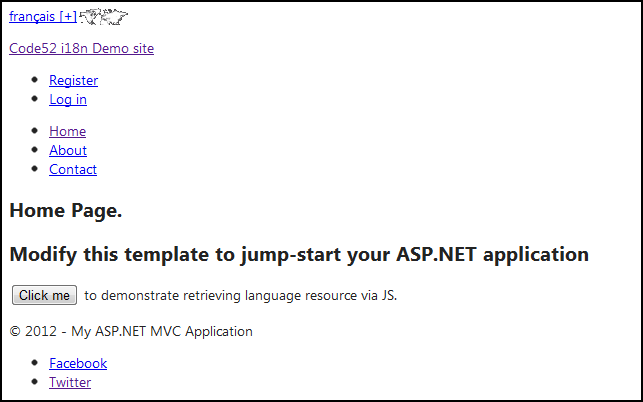 français [+]
Code52 i18n Demo site
Register
Log in
Home
About
Contact
Home Page.
Modify this template to jump-start your ASP.NET application
Click me to demonstrate retrieving language resource via JS.
© 2012 - My ASP.NET MVC Application
Facebook
Twitter